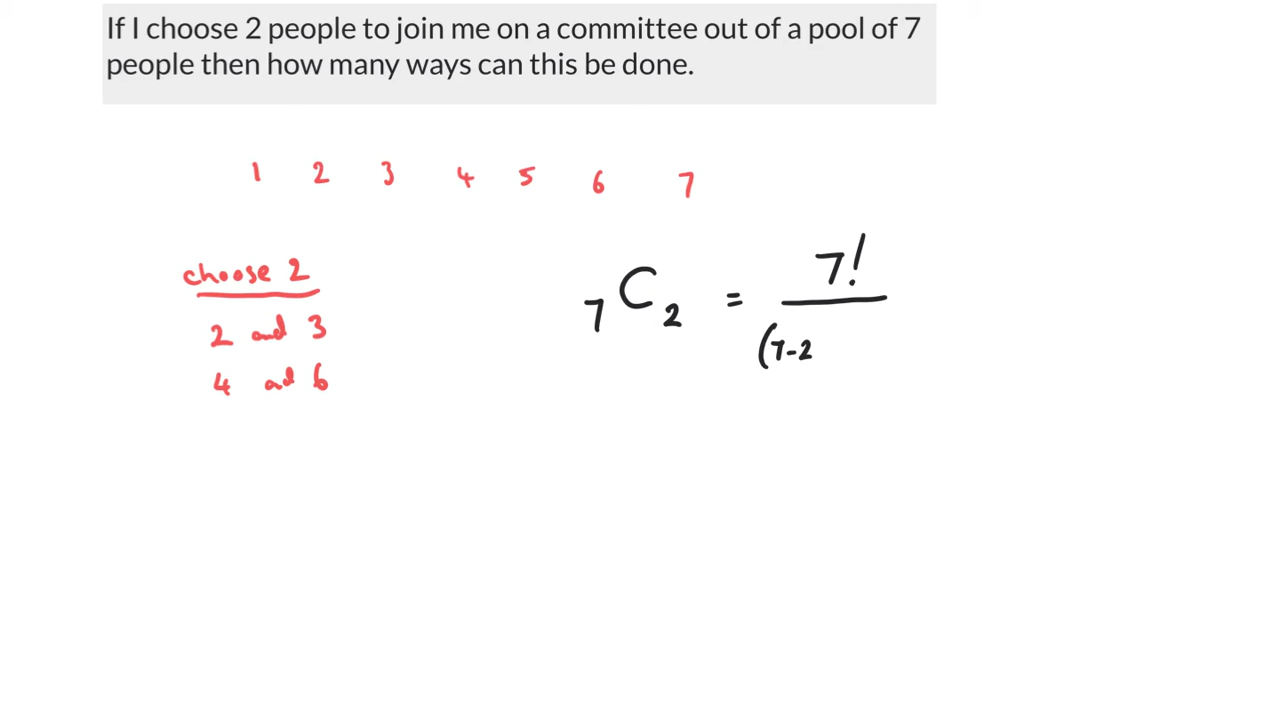 If I choose 2 people to join me on a committee out of a pool of 7
people then how many ways can this be done.
1 2 3 4 5 6 7
choose 2
2 and 3
4 ad 6
7C2 = 7!
(7-2